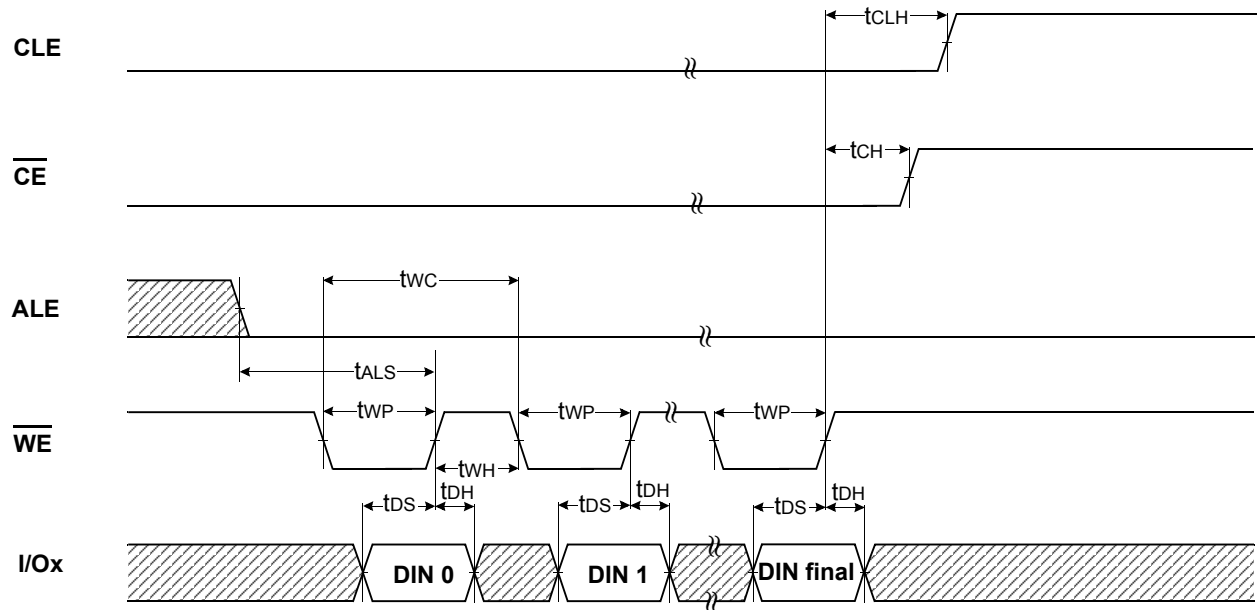 tCLH
CLE
tCH
CE
tWC
ALE
tALS
tWP
tWP
tWP
WE
tWH
tDH
tDH
tDH
tDS
tDS
tDS
I/Ox
DIN 0
DIN 1
DIN final